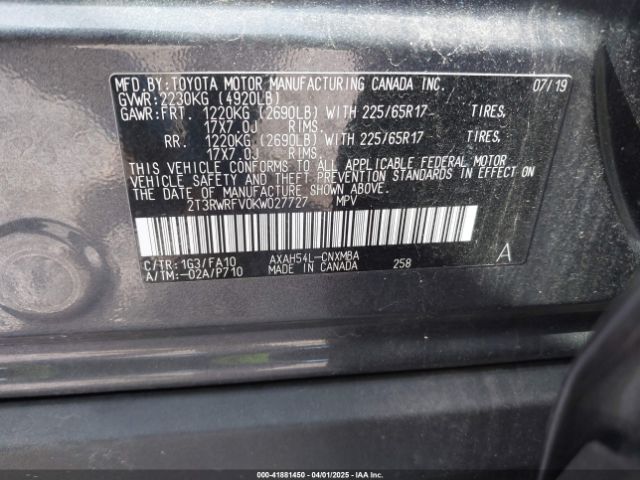 MFD.BY:TOYOTA MOTOR MANUFACTURING CANADA INC. 07/19
GVWR:2230KG (4920LB)
GAWR:FRT. 1220KG (2690LB) WITH 225/65R17 TIRES,
17X7.0J RIMS.
RR. 1220KG (2690LB) WITH 225/65R17 TIRES,
17X7.0J RIMS.
THIS VEHICLE CONFORMS TO ALL APPLICABLE FEDERAL MOTOR
VEHICLE SAFETY AND THEFT PREVENTION STANDARDS IN EFFECT ON
THE DATE OF MANUFACTURE SHOWN ABOVE.
2T3RWRFV0KW027727 MPV
C/TR: 1G3/FA10 AXAH54L-CNXMBA A
A/TM:-02A/P710 MADE IN CANADA 258
000-41881450 04/01/2025 IAA Inc.